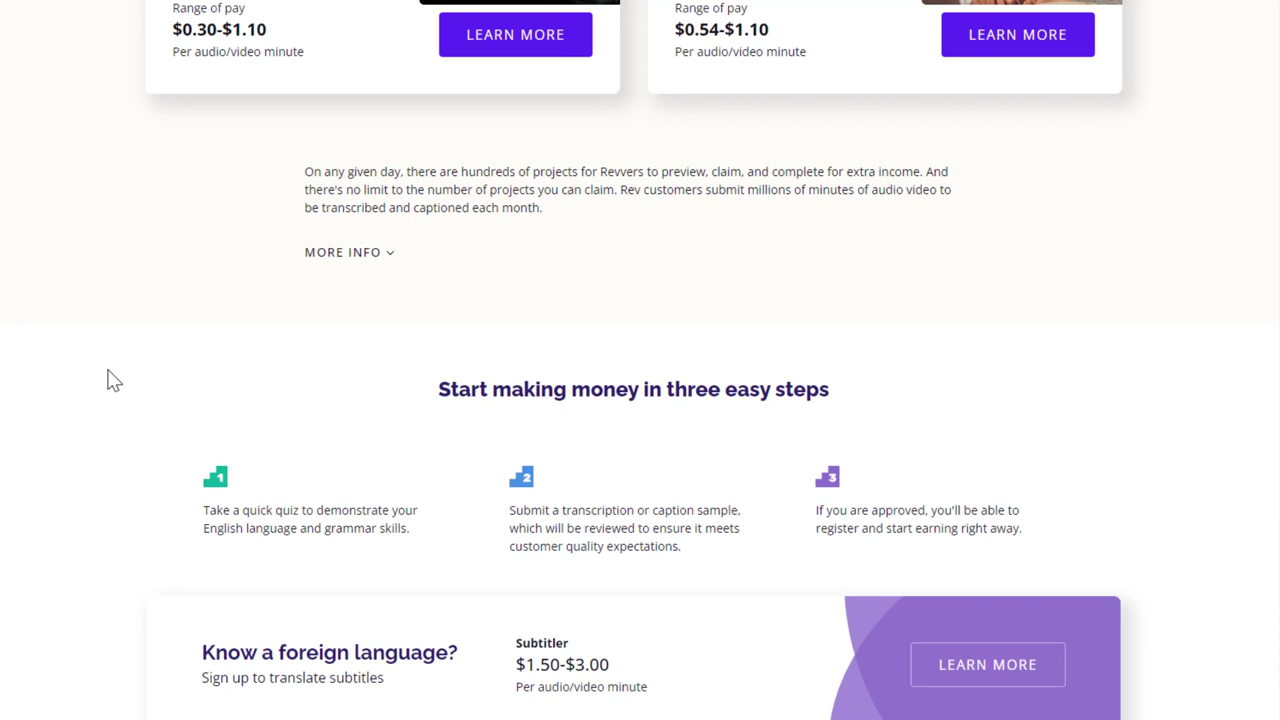 Range of pay
$0.30-$1.10
Per audio/video minute
LEARN MORE
Range of pay
$0.54-$1.10
Per audio/video minute
LEARN MORE
On any given day, there are hundreds of projects for Revvers to preview, claim, and complete for extra income. And
there's no limit to the number of projects you can claim. Rev customers submit millions of minutes of audio video to
be transcribed and captioned each month.
MORE INFO
Start making money in three easy steps
1
Take a quick quiz to demonstrate your
English language and grammar skills.
2
Submit a transcription or caption sample,
which will be reviewed to ensure it meets
customer quality expectations.
3
If you are approved, you'll be able to
register and start earning right away.
Know a foreign language?
Sign up to translate subtitles
Subtitler
$1.50-$3.00
Per audio/video minute
LEARN MORE